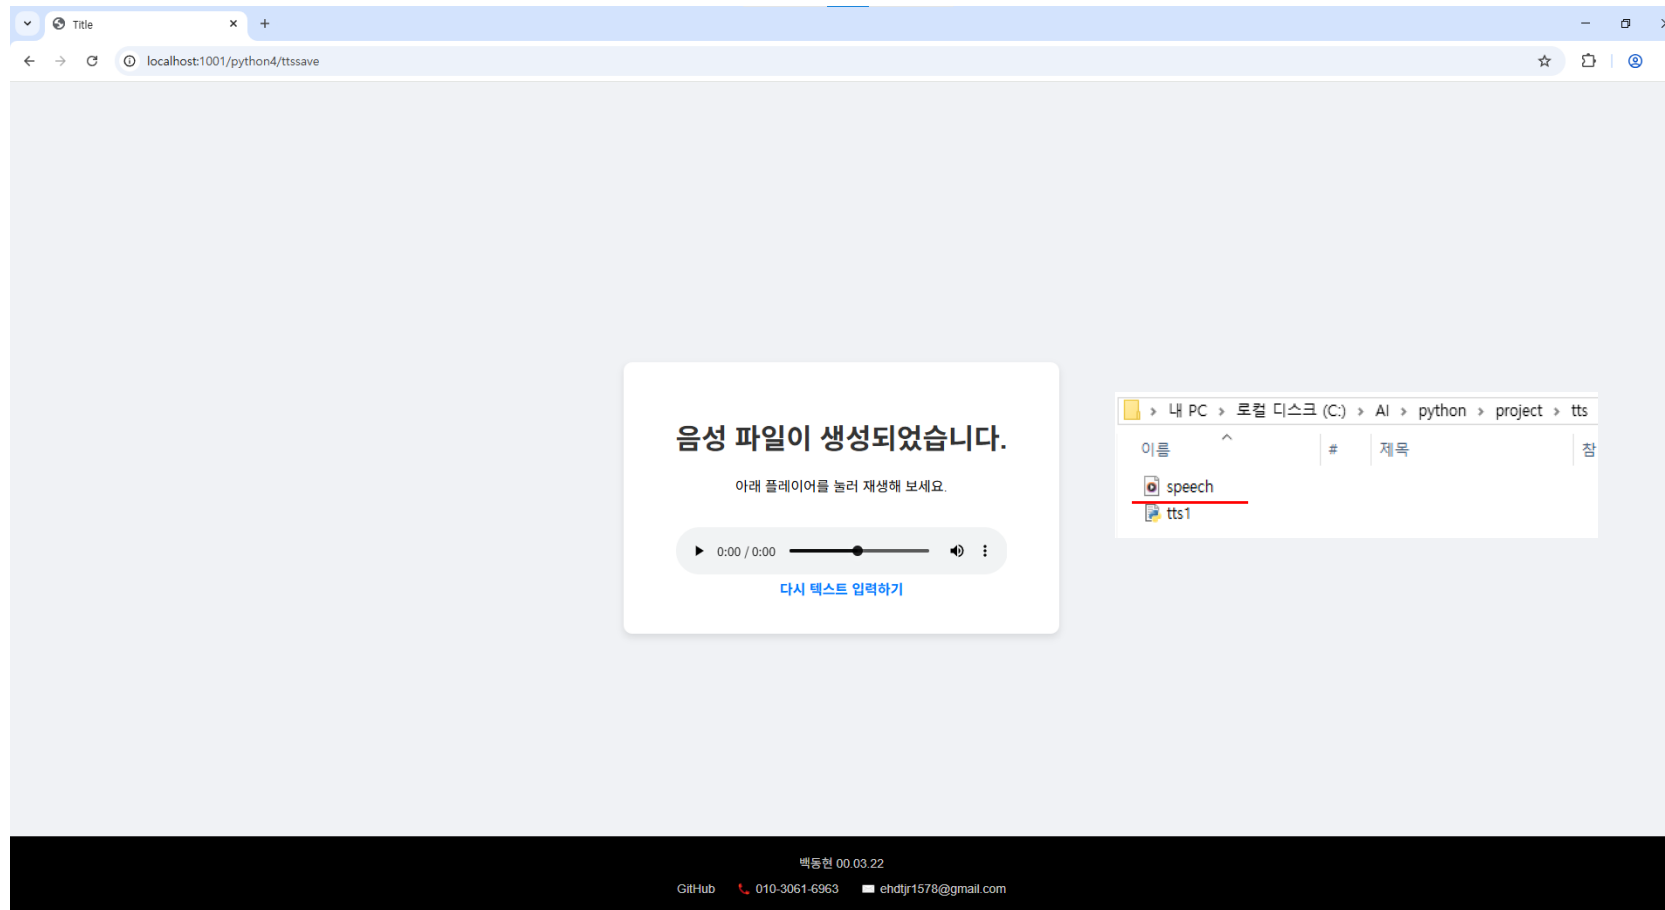 Title
localhost:1001/python4/ttssave
음성 파일이 생성되었습니다.
아래 플레이어를 눌러 재생해 보세요.
0:00 / 0:00
다시 텍스트 입력하기
내 PC > 로컬 디스크 (C:) > AI > python > project > tts
이름 # 제목 참
speech
tts1
백동현 00.03.22
GitHub 010-3061-6963 ehdtjr1578@gmail.com